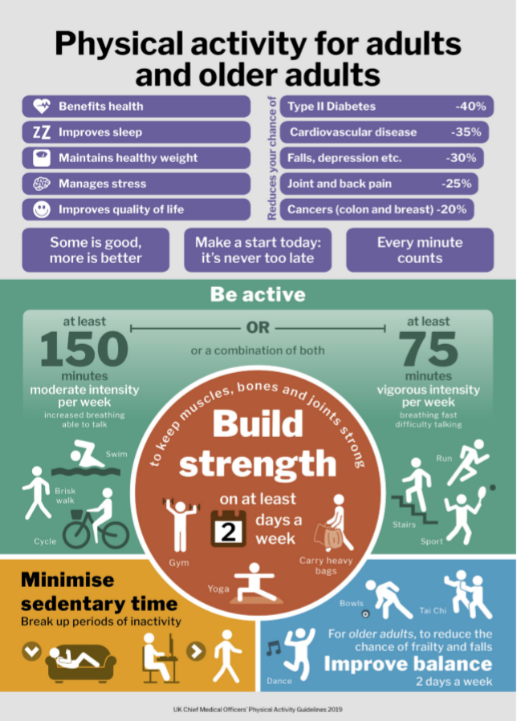 Physical activity for adults
and older adults
Benefits health
ZZ Improves sleep
Maintains healthy weight
Manages stress
Improves quality of life
Reduces your chance of
Type II Diabetes -40%
Cardiovascular disease -35%
Falls, depression etc. -30%
Joint and back pain -25%
Cancers (colon and breast) -20%
Some is good,
more is better
Make a start today:
it's never too late
Every minute
counts
Be active
at least
150
minutes
moderate intensity
per week
increased breathing
able to talk
OR
or a combination of both
at least
75
minutes
vigorous intensity
per week
breathing fast
difficulty talking
Swim
Brisk
walk
Cycle
to keep muscles, bones and joints strong
Build
strength
on at least
2
days a
week
Gym
Yoga
Carry heavy
bags
Run
Stairs
Sport
Minimise
sedentary time
Break up periods of inactivity
Bowls
Tai Chi
Dance
For older adults, to reduce the
chance of frailty and falls
Improve balance
2 days a week
UK Chief Medical Officers' Physical Activity Guidelines 2019